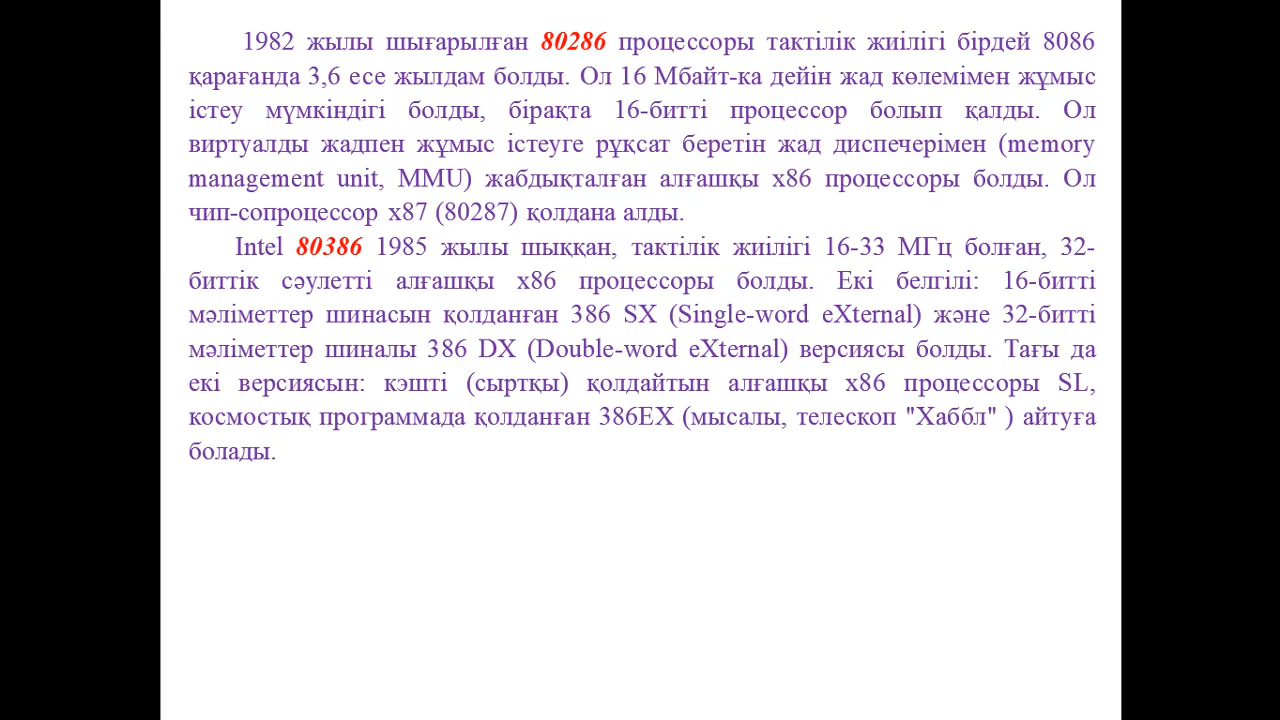 1982 жылы шығарылған 80286 процессоры тактілік жиілігі бірдей 8086
қарағанда 3,6 есе жылдам болды. Ол 16 Мбайт-ка дейін жад көлемімен жұмыс
істеу мүмкіндігі болды, бірақта 16-битті процессор болып қалды. Ол
виртуалды жадпен жұмыс істеуге рұқсат беретін жад диспечерімен (memory
management unit, MMU) жабдықталған алғашқы x86 процессоры болды. Ол
чип-сопроцессор x87 (80287) қолдана алды.
Intel 80386 1985 жылы шыққан, тактілік жиілігі 16-33 МГц болған, 32-
биттік сәулетті алғашқы x86 процессоры болды. Екі белгілі: 16-битті
мәліметтер шинасын қолданған 386 SX (Single-word eXternal) және 32-битті
мәліметтер шиналы 386 DX (Double-word eXternal) версиясы болды. Тағы да
екі версиясын: кэшті (сыртқы) қолдайтын алғашқы x86 процессоры SL,
космостық программада қолданған 386EX (мысалы, телескоп "Хаббл" ) айтуға
болады.